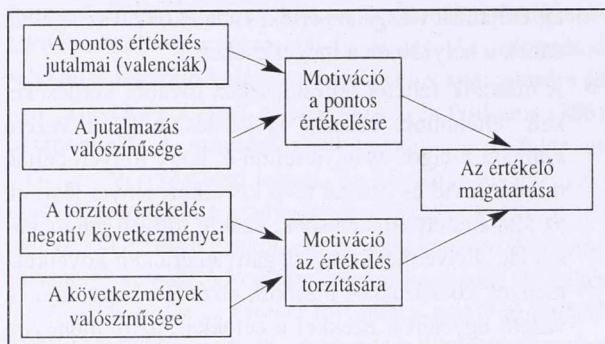 A pontos értékelés
jutalmai (valenciák)
A jutalmazás
valószínűsége
A torzított értékelés
negatív következményei
A következmények
valószínűsége
Motiváció
a pontos
értékelésre
Motiváció
az értékelés
torzítására
Az értékelő
magatartása